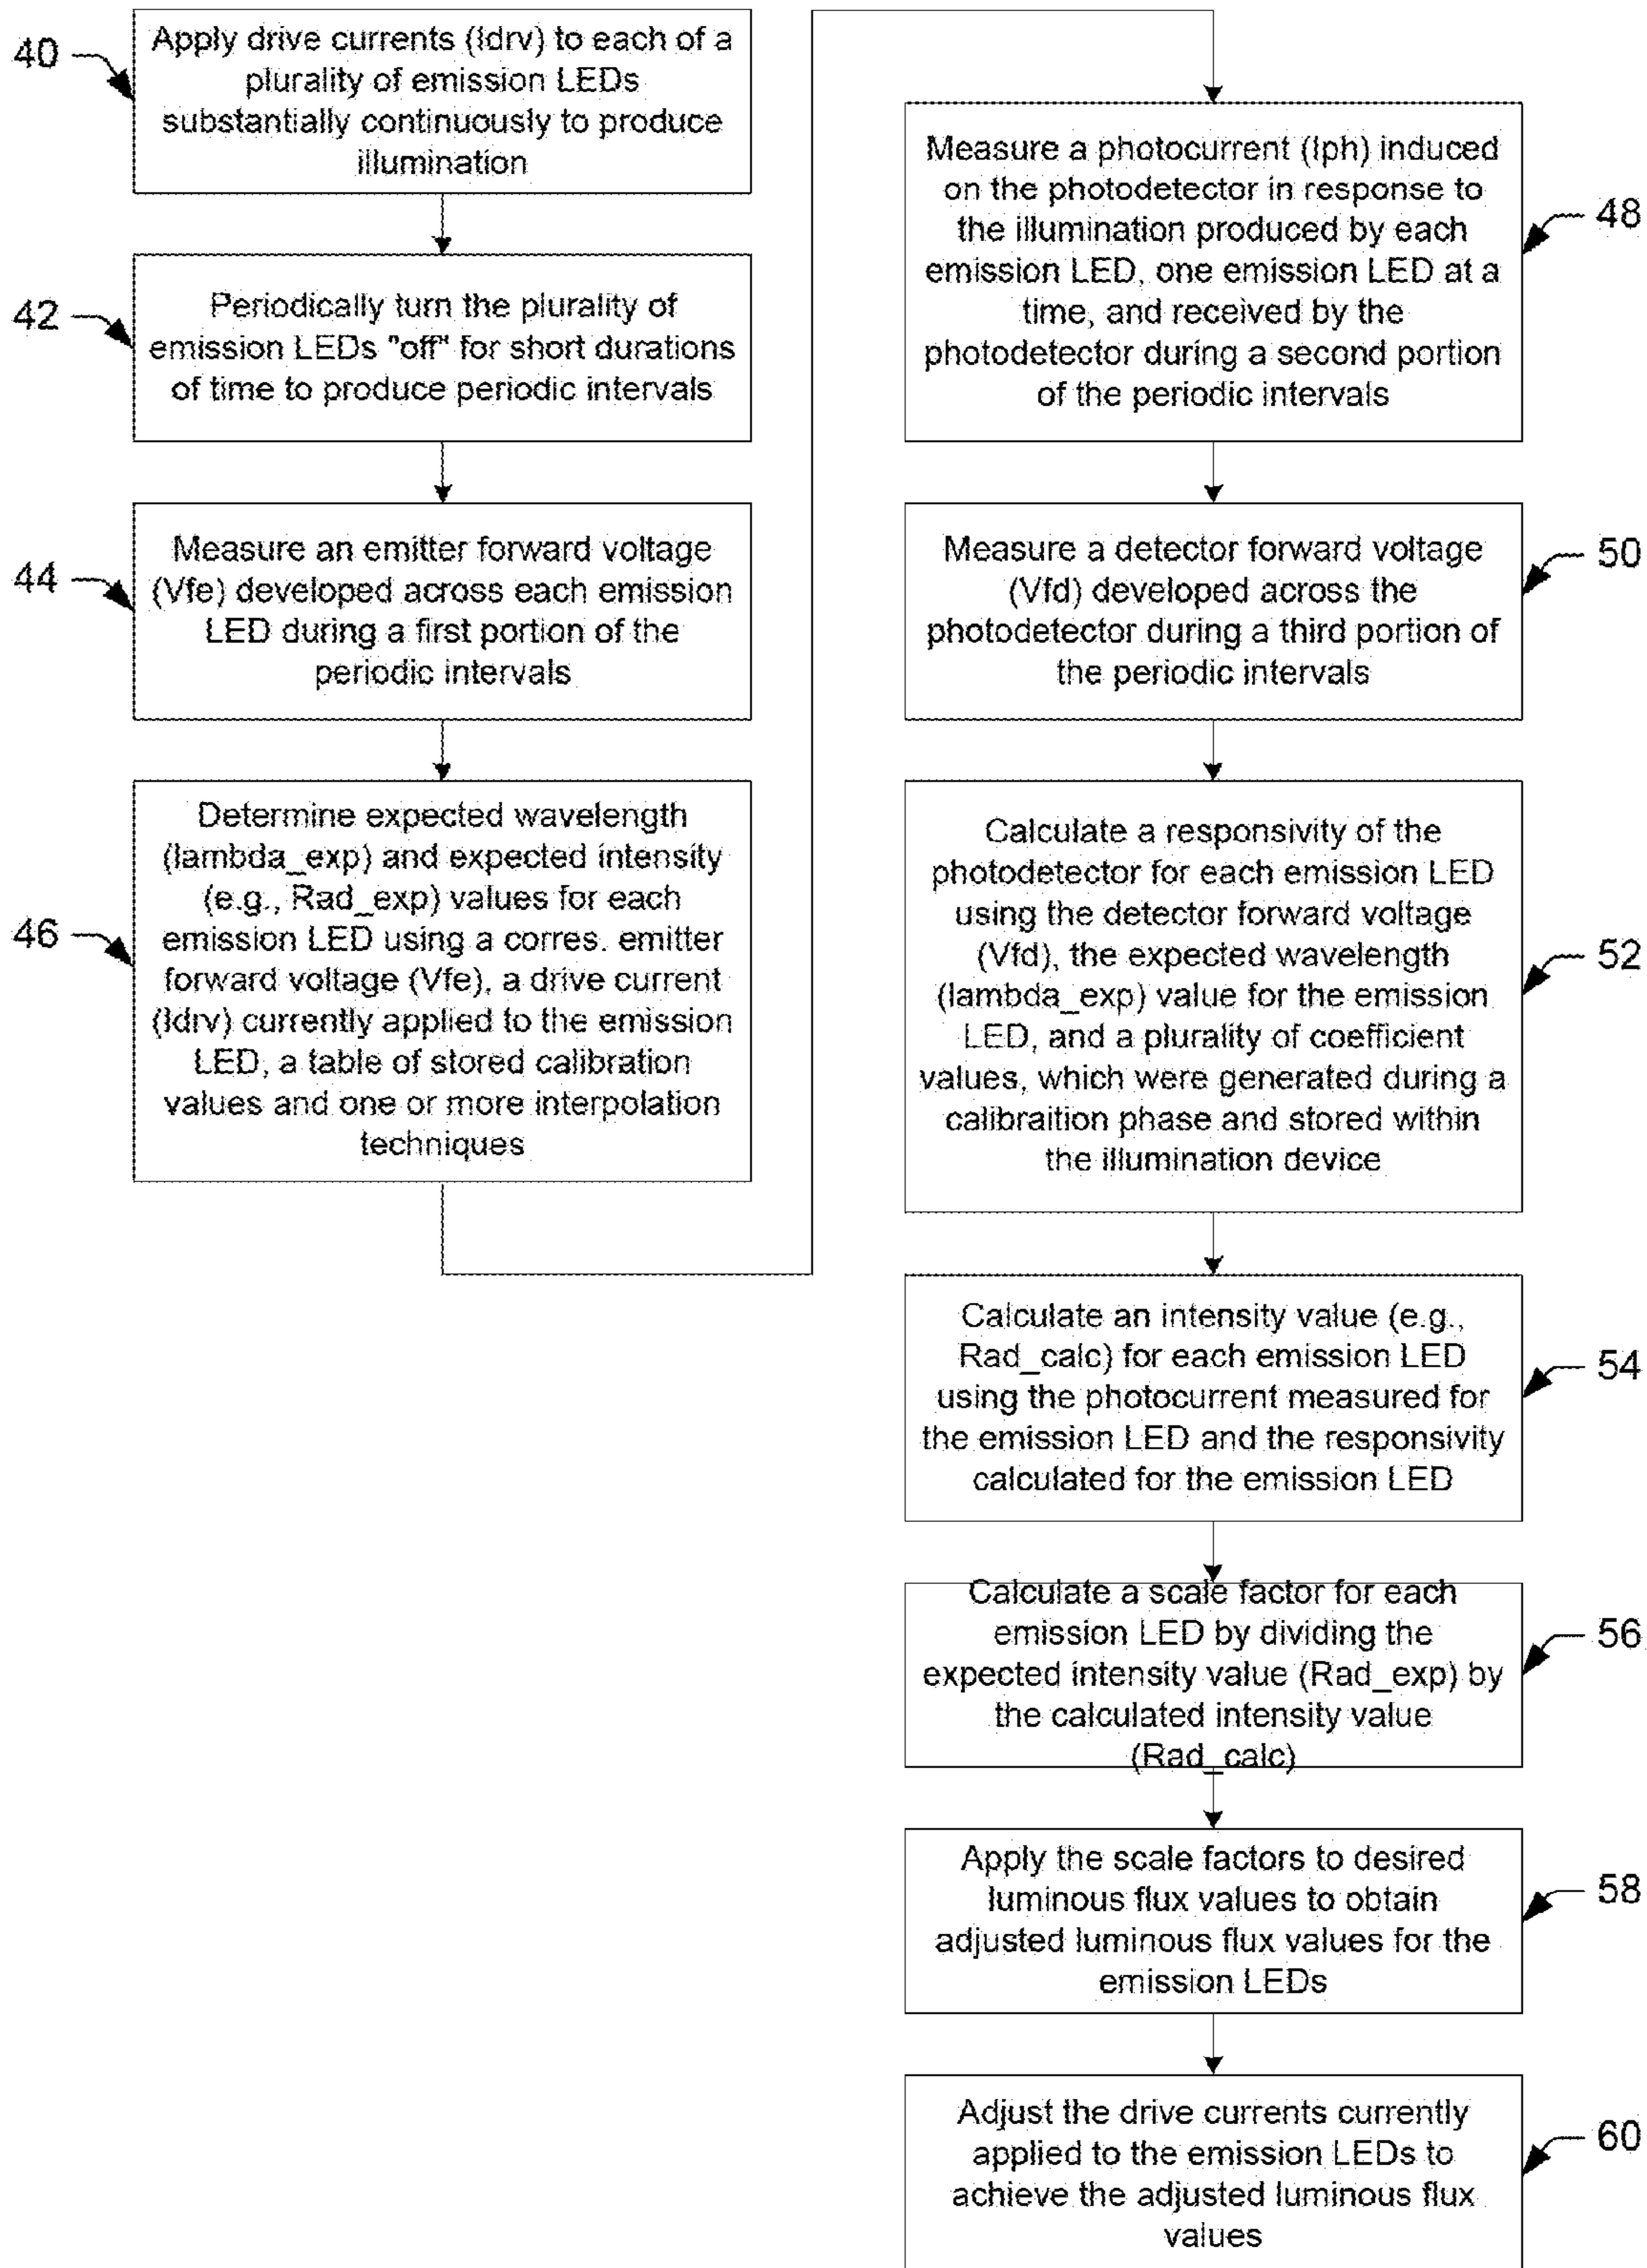 40
Apply drive currents (Idrv) to each of a
plurality of emission LEDs
substantially continuously to produce
illumination
42
Periodically turn the plurality of
emission LEDs "off" for short durations
of time to produce periodic intervals
44
Measure an emitter forward voltage
(Vfe) developed across each emission
LED during a first portion of the
periodic intervals
46
Determine expected wavelength
(lambda_exp) and expected intensity
(e.g., Rad_exp) values for each
emission LED using a corres. emitter
forward voltage (Vfe), a drive current
(Idrv) currently applied to the emission
LED, a table of stored calibration
values and one or more interpolation
techniques
Measure a photocurrent (Iph) induced
on the photodetector in response to
the illumination produced by each
emission LED, one emission LED at a
time, and received by the
photodetector during a second portion
of the periodic intervals
48
Measure a detector forward voltage
(Vfd) developed across the
photodetector during a third portion of
the periodic intervals
50
Calculate a responsivity of the
photodetector for each emission LED
using the detector forward voltage
(Vfd), the expected wavelength
(lambda_exp) value for the emission
LED, and a plurality of coefficient
values, which were generated during a
calibraition phase and stored within
the illumination device
52
Calculate an intensity value (e.g.,
Rad_calc) for each emission LED
using the photocurrent measured for
the emission LED and the responsivity
calculated for the emission LED
54
Calculate a scale factor for each
emission LED by dividing the
expected intensity value (Rad_exp) by
the calculated intensity value
(Rad_calc)
56
Apply the scale factors to desired
luminous flux values to obtain
adjusted luminous flux values for the
emission LEDs
58
Adjust the drive currents currently
applied to the emission LEDs to
achieve the adjusted luminous flux
values
60